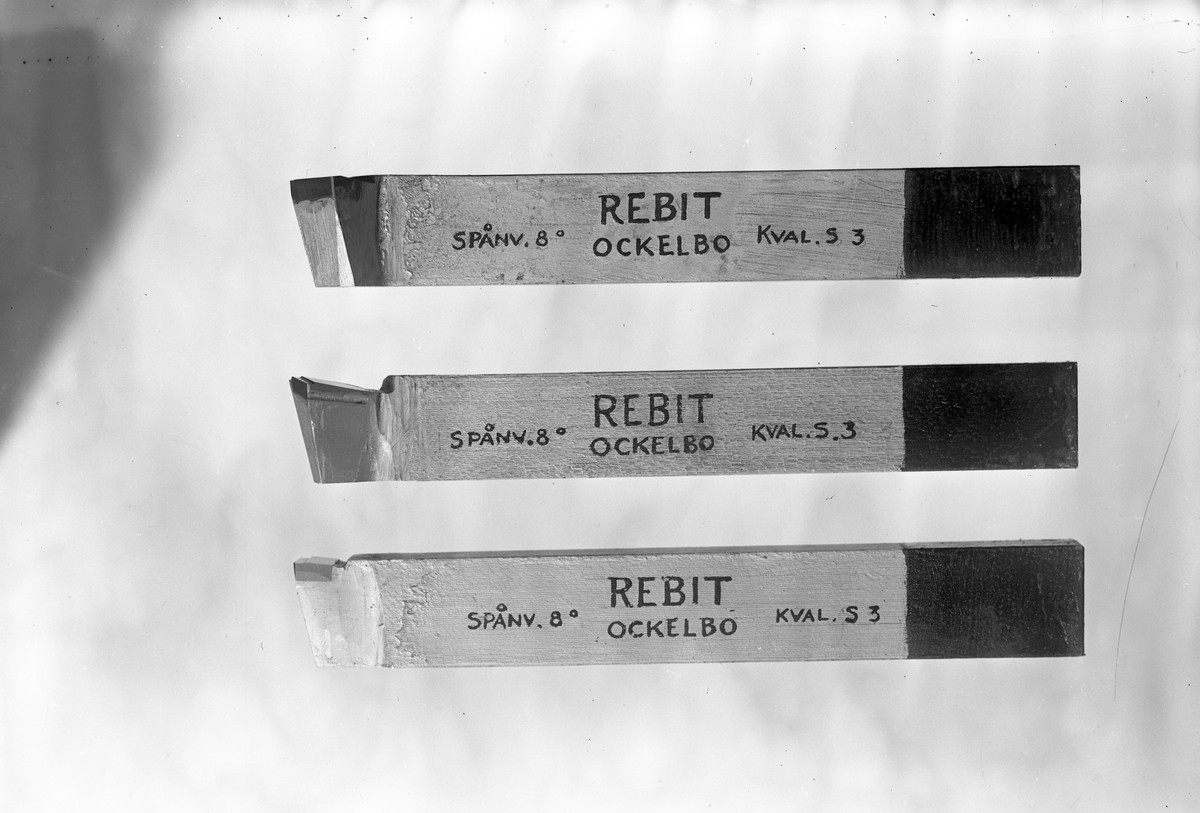 REBIT
SPÅNV. 8° OCKELBO KVAL. S 3
REBIT
SPÅNV. 8° OCKELBO KVAL. S. 3
REBIT
SPÅNV. 8° OCKELBO KVAL. S 3